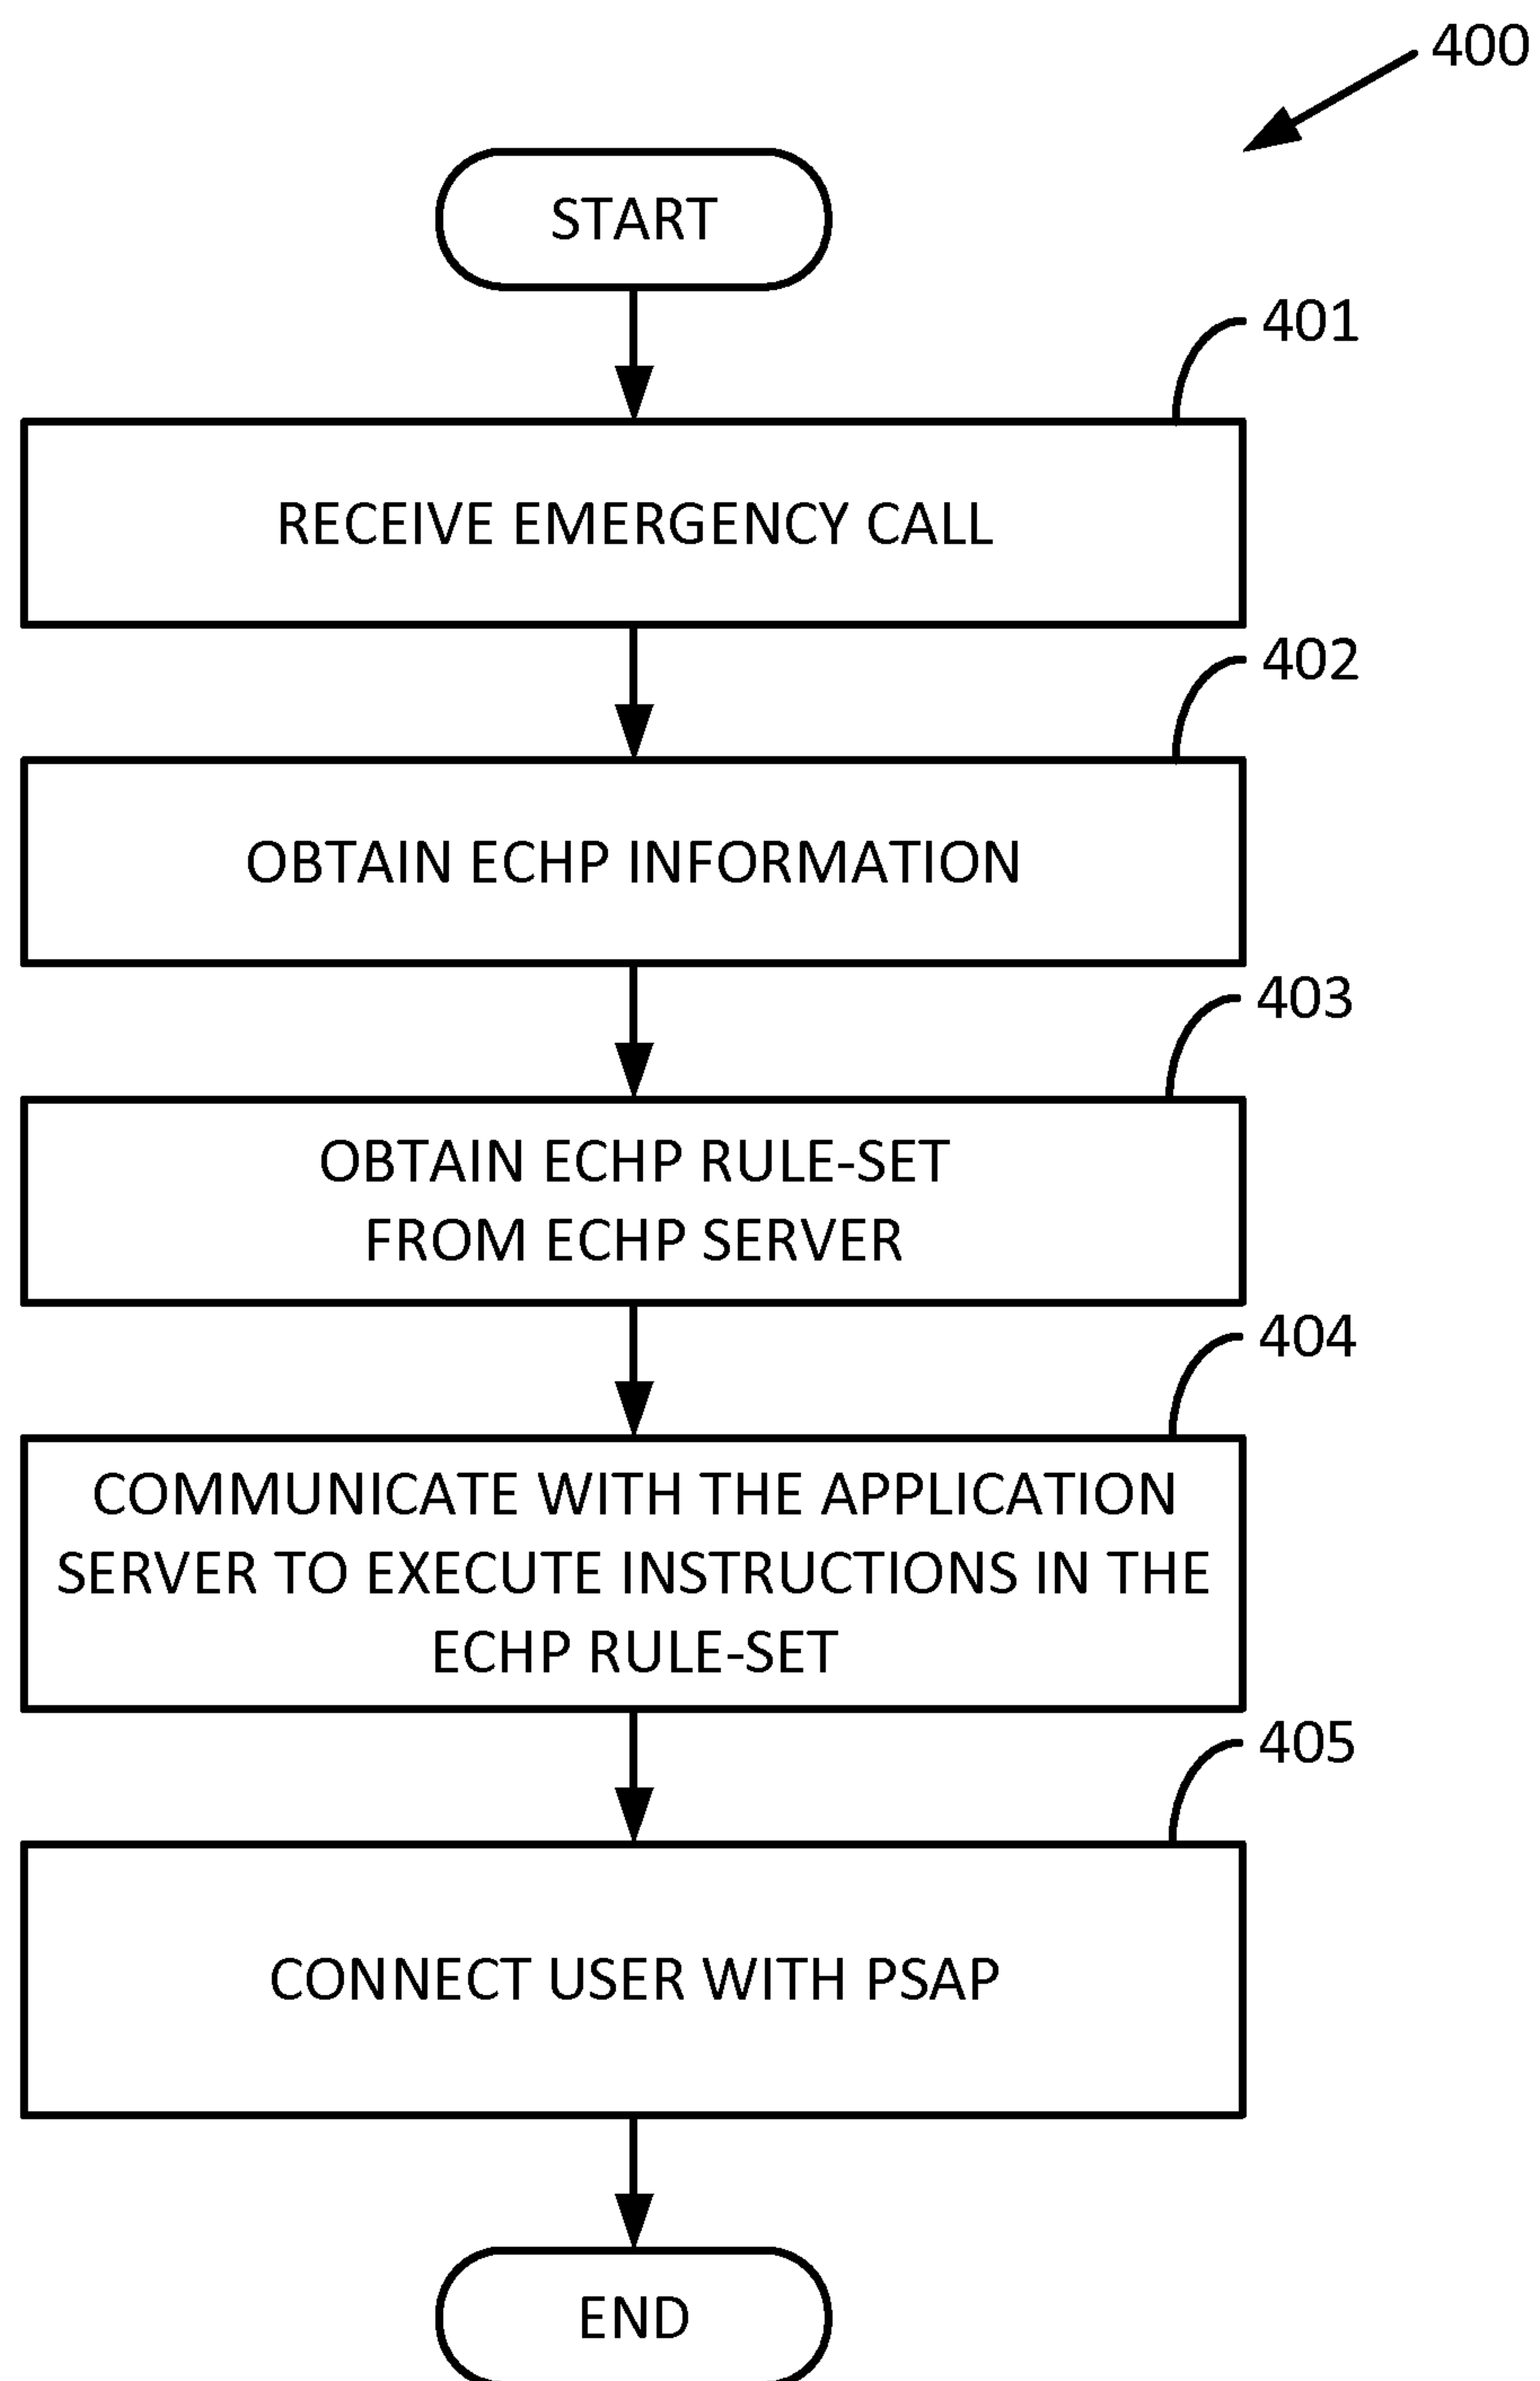 400
START
401
RECEIVE EMERGENCY CALL
402
OBTAIN ECHP INFORMATION
403
OBTAIN ECHP RULE-SET
FROM ECHP SERVER
404
COMMUNICATE WITH THE APPLICATION
SERVER TO EXECUTE INSTRUCTIONS IN THE
ECHP RULE-SET
405
CONNECT USER WITH PSAP
END